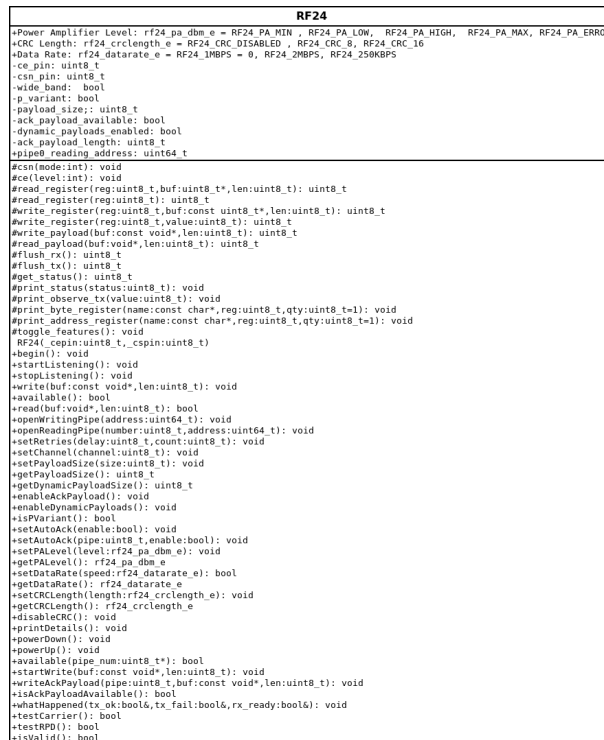 RF24
+Power Amplifier Level: rf24_pa_dbm_e = RF24_PA_MIN , RF24_PA_LOW,  RF24_PA_HIGH,  RF24_PA_MAX, RF24_PA_ERRO
+CRC Length: rf24_crclength_e = RF24_CRC_DISABLED , RF24_CRC_8, RF24_CRC_16
+Data Rate: rf24_datarate_e = RF24_1MBPS = 0, RF24_2MBPS, RF24_250KBPS
-ce_pin: uint8_t
-csn_pin: uint8_t
-wide_band:  bool
-p_variant: bool
-payload_size;: uint8_t
-ack_payload_available: bool
-dynamic_payloads_enabled: bool
-ack_payload_length: uint8_t
+pipe0_reading_address: uint64_t
#csn(mode:int): void
#ce(level:int): void
#read_register(reg:uint8_t,buf:uint8_t*,len:uint8_t): uint8_t
#read_register(reg:uint8_t): uint8_t
#write_register(reg:uint8_t,buf:const uint8_t*,len:uint8_t): uint8_t
#write_register(reg:uint8_t,value:uint8_t): uint8_t
#write_payload(buf:const void*,len:uint8_t): uint8_t
#read_payload(buf:void*,len:uint8_t): uint8_t
#flush_rx(): uint8_t
#flush_tx(): uint8_t
#get_status(): uint8_t
#print_status(status:uint8_t): void
#print_observe_tx(value:uint8_t): void
#print_byte_register(name:const char*,reg:uint8_t,qty:uint8_t=1): void
#print_address_register(name:const char*,reg:uint8_t,qty:uint8_t=1): void
#toggle_features(): void
RF24(_cepin:uint8_t,_cspin:uint8_t)
+begin(): void
+startListening(): void
+stopListening(): void
+write(buf:const void*,len:uint8_t): void
+available(): bool
+read(buf:void*,len:uint8_t): bool
+openWritingPipe(address:uint64_t): void
+openReadingPipe(number:uint8_t,address:uint64_t): void
+setRetries(delay:uint8_t,count:uint8_t): void
+setChannel(channel:uint8_t): void
+setPayloadSize(size:uint8_t): void
+getPayloadSize(): uint8_t
+getDynamicPayloadSize(): uint8_t
+enableAckPayload(): void
+enableDynamicPayloads(): void
+isPVariant(): bool
+setAutoAck(enable:bool): void
+setAutoAck(pipe:uint8_t,enable:bool): void
+setPALevel(level:rf24_pa_dbm_e): void
+getPALevel(): rf24_pa_dbm_e
+setDataRate(speed:rf24_datarate_e): bool
+getDataRate(): rf24_datarate_e
+setCRCLength(length:rf24_crclength_e): void
+getCRCLength(): rf24_crclength_e
+disableCRC(): void
+printDetails(): void
+powerDown(): void
+powerUp(): void
+available(pipe_num:uint8_t*): bool
+startWrite(buf:const void*,len:uint8_t): void
+writeAckPayload(pipe:uint8_t,buf:const void*,len:uint8_t): void
+isAckPayloadAvailable(): bool
+whatHappened(tx_ok:bool&,tx_fail:bool&,rx_ready:bool&): void
+testCarrier(): bool
+testRPD(): bool
+isValid(): bool